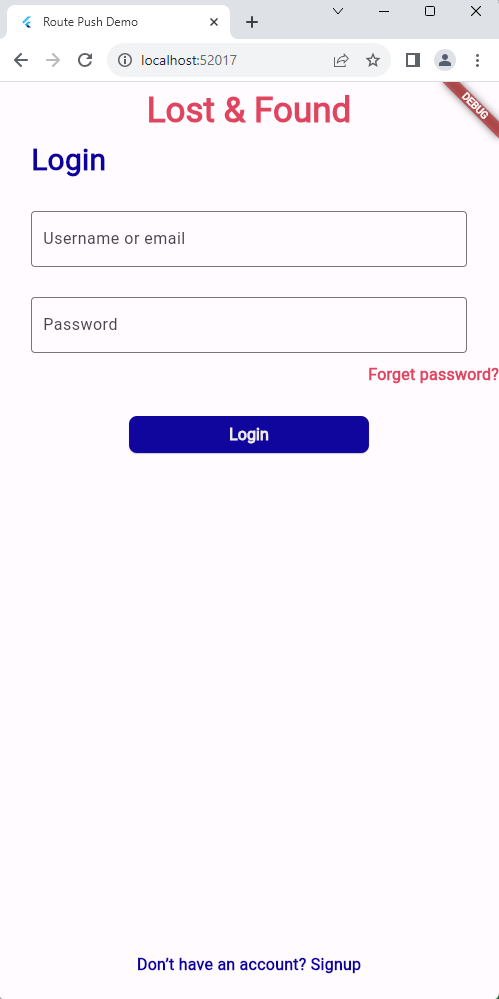 Route Push Demo
localhost:52017
DEBUG
Lost & Found
Login
Username or email
Password
Forget password?
Login
Don’t have an account? Signup